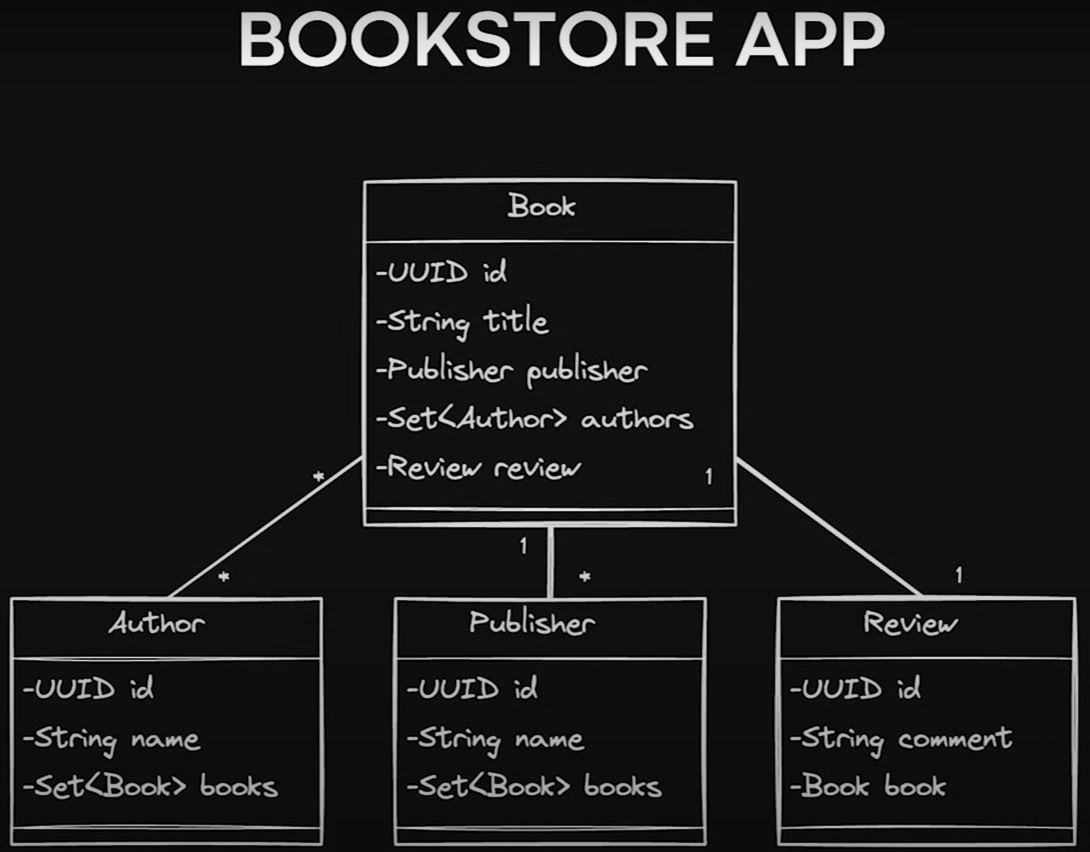 BOOKSTORE APP
Book
-UUID id
-String title
-Publisher publisher
-Set<Author> authors
-Review review
1
*
*
1
*
1
Author
-UUID id
-String name
-Set<Book> books
Publisher
-UUID id
-String name
-Set<Book> books
Review
-UUID id
-String comment
-Book book